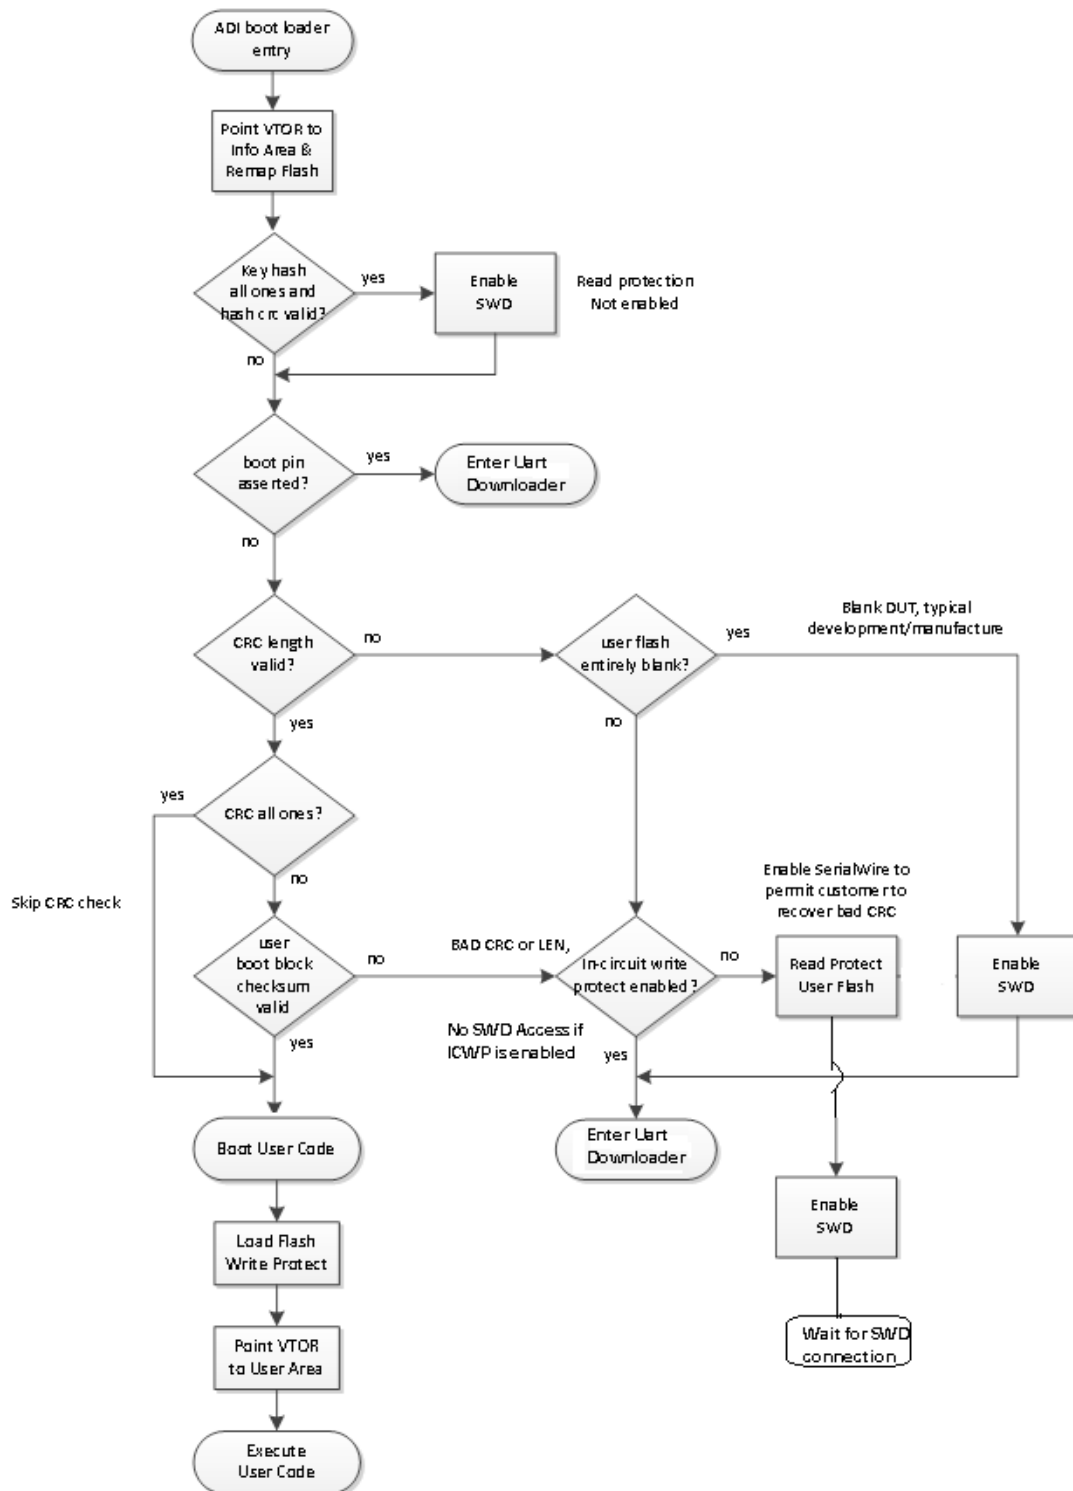 ADI boot loader
entry
Point VTOR to
Info Area &
Remap Flash
Key hash
all ones and
hash crc valid?
yes
Enable
SWD
Read protection
Not enabled
no
boot pin
asserted?
yes
Enter Uart
Downloader
no
CRC length
valid?
no
user flash
entirely blank?
yes
Blank DUT, typical
development/manufacture
yes
no
CRC all ones?
yes
Skip CRC check
no
user
boot block
checksum
valid
no
BAD CRC or LEN,
In-circuit write
protect enabled?
no
Enable SerialWire to
permit customer to
recover bad CRC
Read Protect
User Flash
Enable
SWD
No SWD Access if
ICWP is enabled
yes
yes
Boot User Code
Enter Uart
Downloader
Enable
SWD
Load Flash
Write Protect
Wait for SWD
connection
Point VTOR
to User Area
Execute
User Code